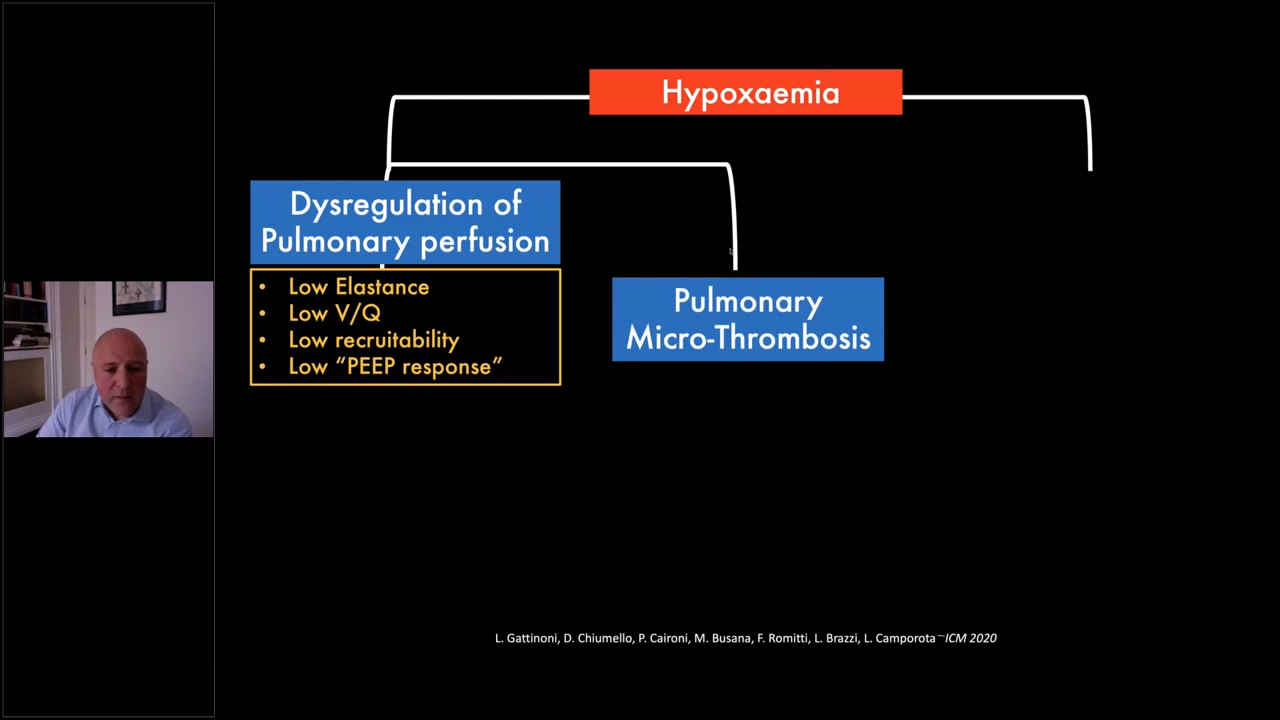 Hypoxaemia
Dysregulation of
Pulmonary perfusion
• Low Elastance
• Low V/Q
• Low recruitability
• Low “PEEP response”
Pulmonary
Micro-Thrombosis
L. Gattinoni, D. Chiumello, P. Caironi, M. Busana, F. Romitti, L. Brazzi, L. Camporota –ICM 2020